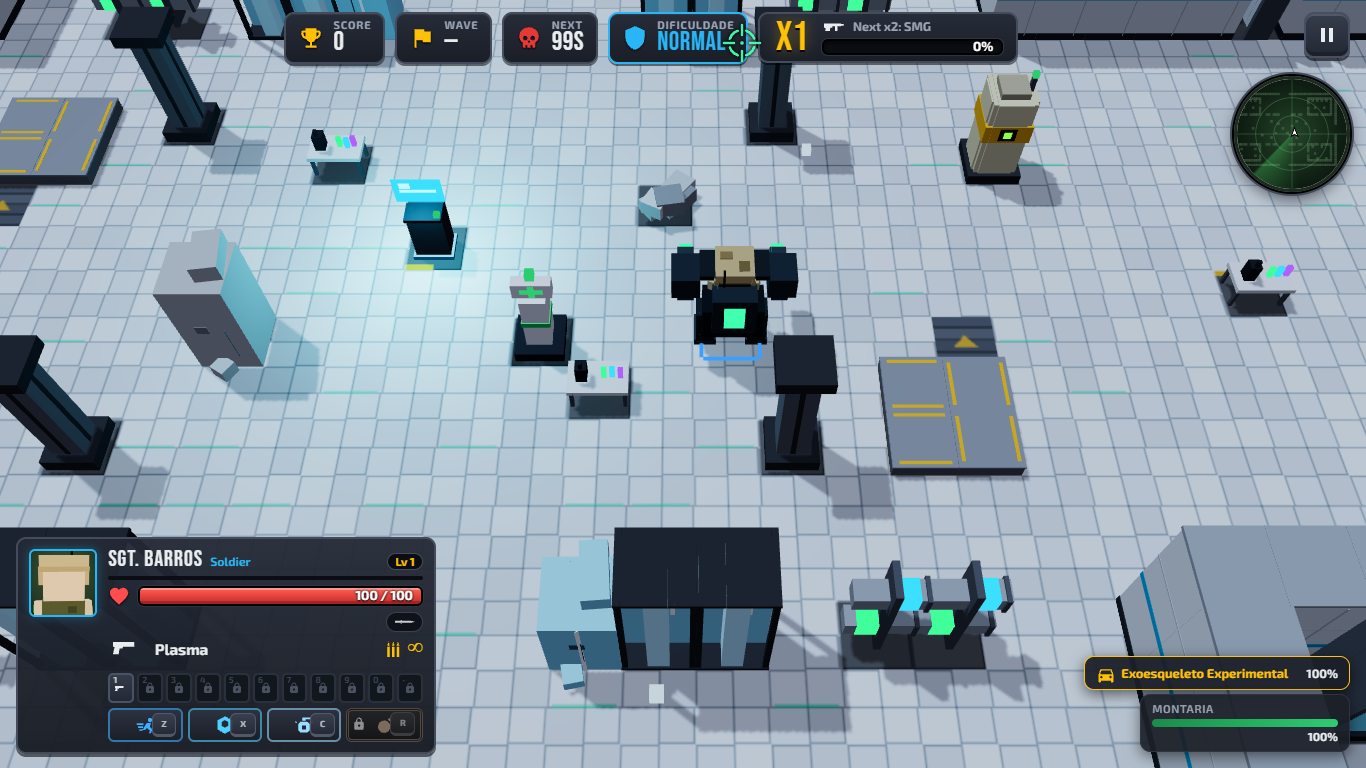 SCORE
0
WAVE
–
NEXT
99S
DIFICULDADE
NORMAL
X1
Next x2: SMG
0%
SGT. BARROS Soldier
Lv 1
100 / 100
Plasma
∞
1 2 3 4 5 6 7 8 9 0
Z X C R
Exoesqueleto Experimental 100%
MONTARIA
100%